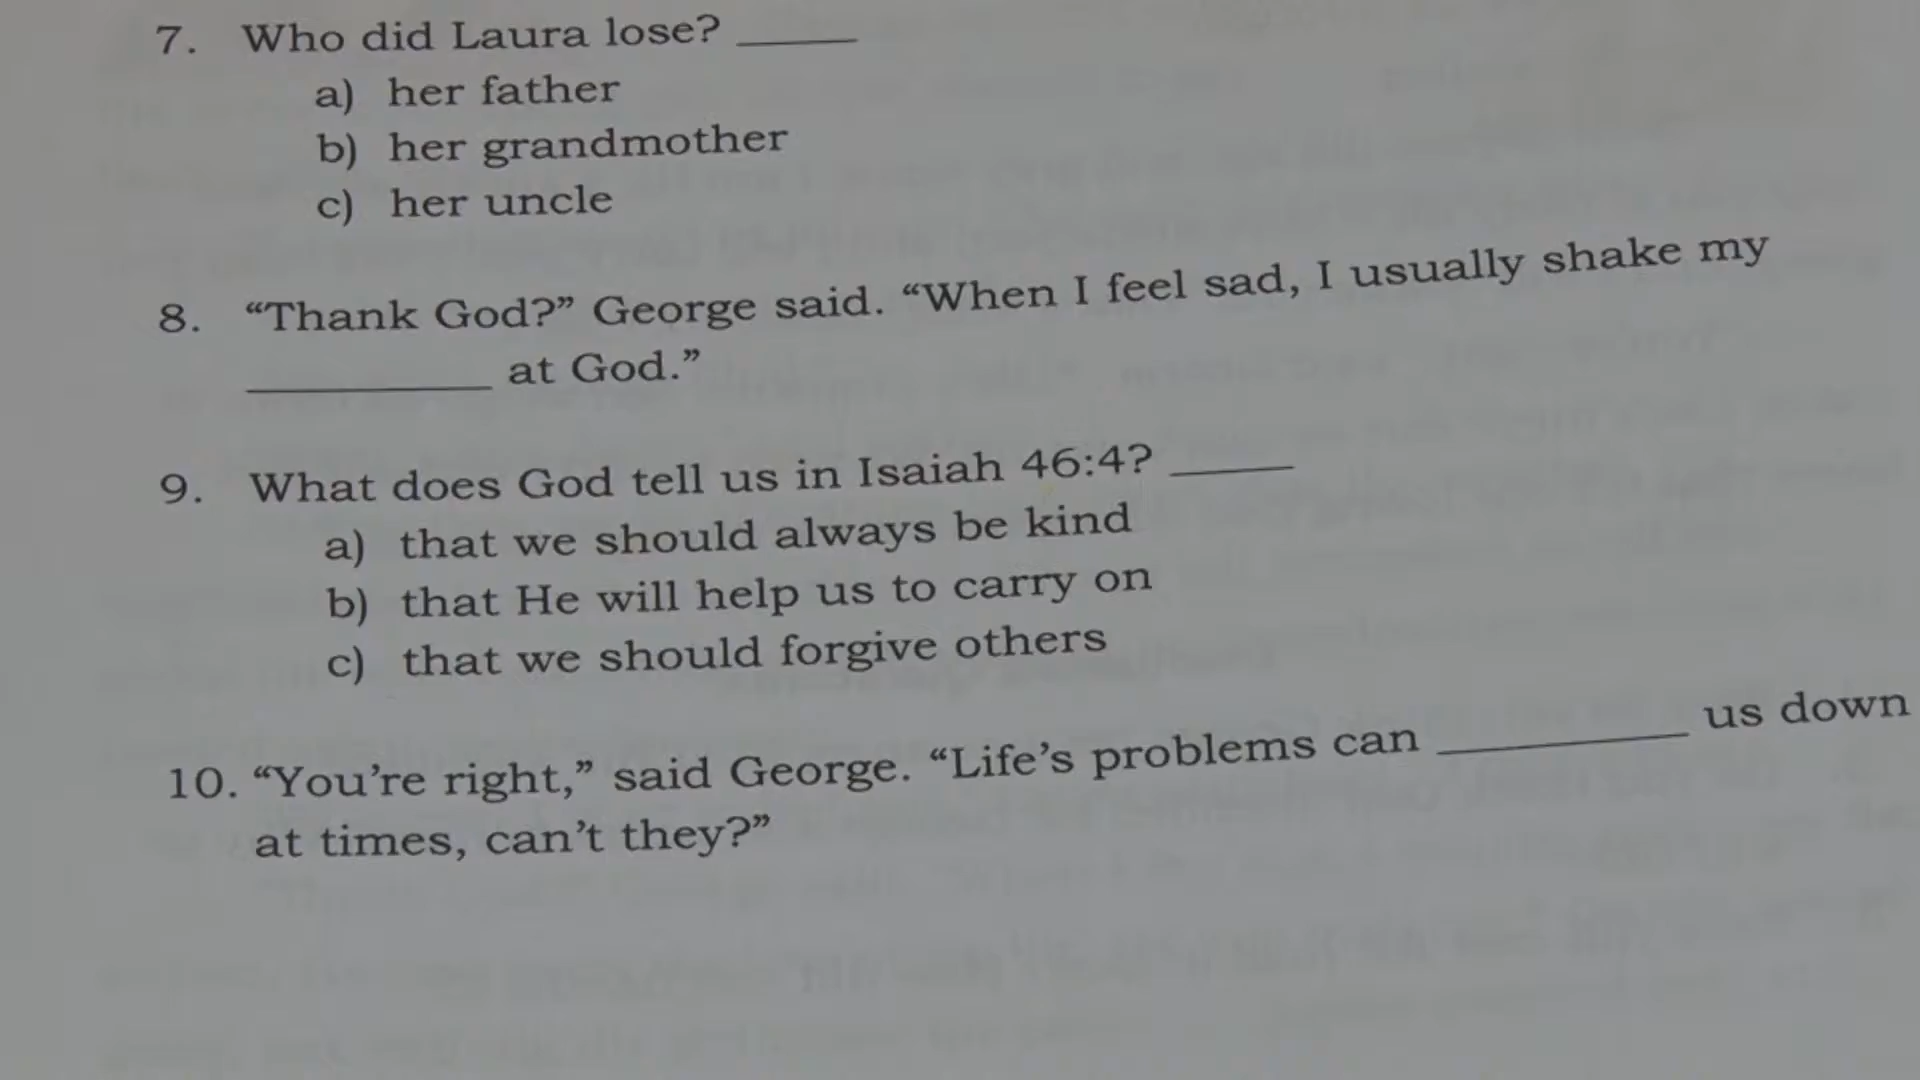 7. Who did Laura lose? _____
a) her father
b) her grandmother
c) her uncle
8. “Thank God?” George said. “When I feel sad, I usually shake my
__________ at God.”
9. What does God tell us in Isaiah 46:4? _____
a) that we should always be kind
b) that He will help us to carry on
c) that we should forgive others
10. “You’re right,” said George. “Life’s problems can __________ us down
at times, can’t they?”